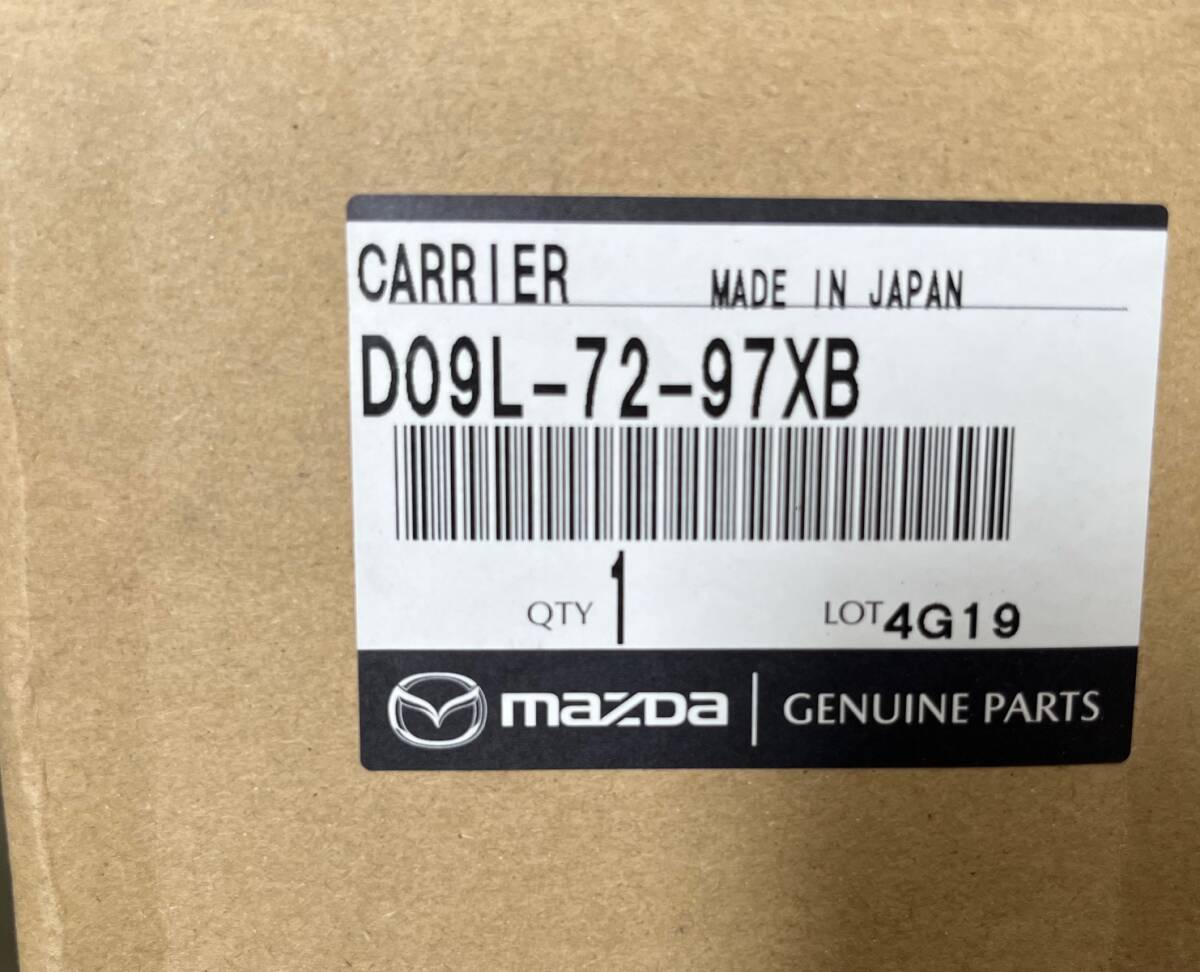 CARRIER MADE IN JAPAN
D09L-72-97XB
QTY 1 LOT 4G19
mazda GENUINE PARTS